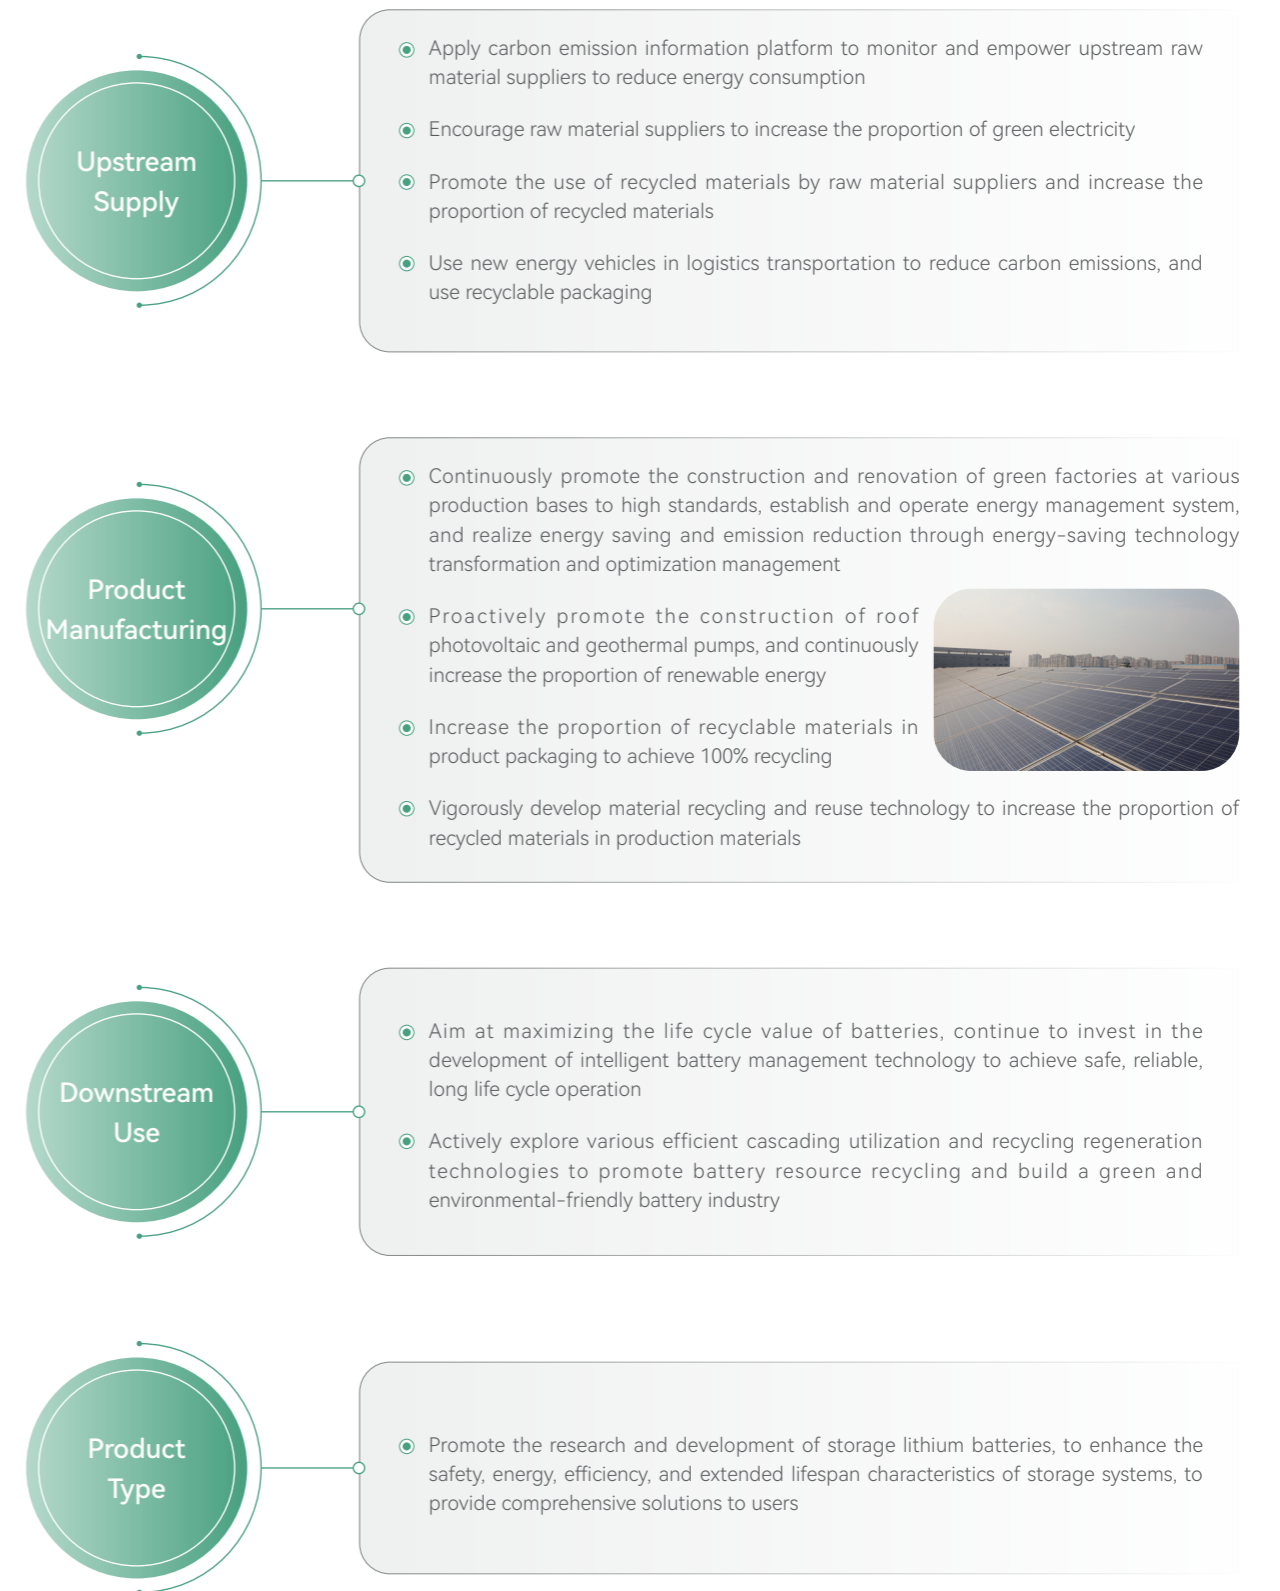 Upstream
Supply
Apply carbon emission information platform to monitor and empower upstream raw
material suppliers to reduce energy consumption
Encourage raw material suppliers to increase the proportion of green electricity
Promote the use of recycled materials by raw material suppliers and increase the
proportion of recycled materials
Use new energy vehicles in logistics transportation to reduce carbon emissions, and
use recyclable packaging
Product
Manufacturing
Continuously promote the construction and renovation of green factories at various
production bases to high standards, establish and operate energy management system,
and realize energy saving and emission reduction through energy-saving technology
transformation and optimization management
Proactively promote the construction of roof
photovoltaic and geothermal pumps, and continuously
increase the proportion of renewable energy
Increase the proportion of recyclable materials in
product packaging to achieve 100% recycling
Vigorously develop material recycling and reuse technology to increase the proportion of
recycled materials in production materials
Downstream
Use
Aim at maximizing the life cycle value of batteries, continue to invest in the
development of intelligent battery management technology to achieve safe, reliable,
long life cycle operation
Actively explore various efficient cascading utilization and recycling regeneration
technologies to promote battery resource recycling and build a green and
environmental-friendly battery industry
Product
Type
Promote the research and development of storage lithium batteries, to enhance the
safety, energy, efficiency, and extended lifespan characteristics of storage systems, to
provide comprehensive solutions to users